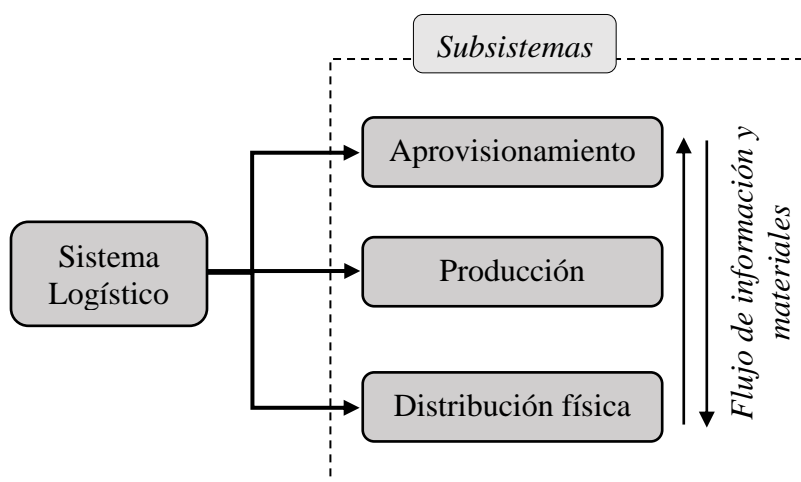 Subsistemas
Aprovisionamiento
Sistema
Logístico
Producción
Distribución física
Flujo de información y
materiales